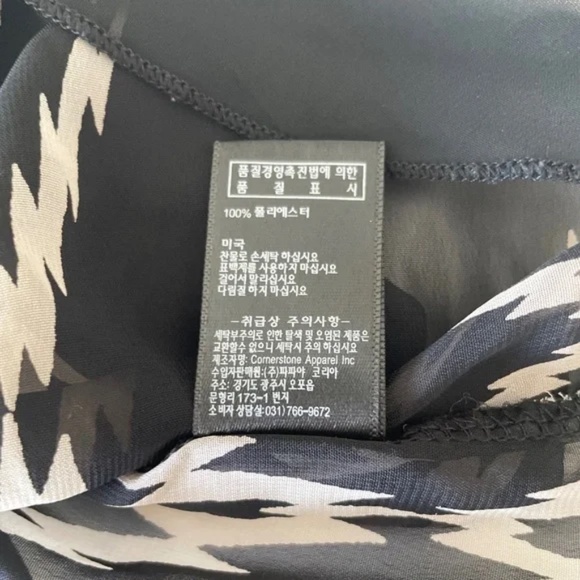 품질경영촉진법에 의한
품 질 표 시
100% 폴리에스터
미국
찬물로 손세탁 하십시요
표백제를 사용하지 마십시요
걸어서 말리십시요
다림질 하지 마십시요
-취급상 주의사항-
세탁부주의로 인한 탈색 및 오염된 제품은
교환불가하오니 세탁시 주의 하십시요
제조자명: Cornerstone Apparel Inc
수입자판매원:(주)파파야 코리아
주소: 경기도 광주시 오포읍
문형리 173-1 번지
소비자 상담실:031)766-9672